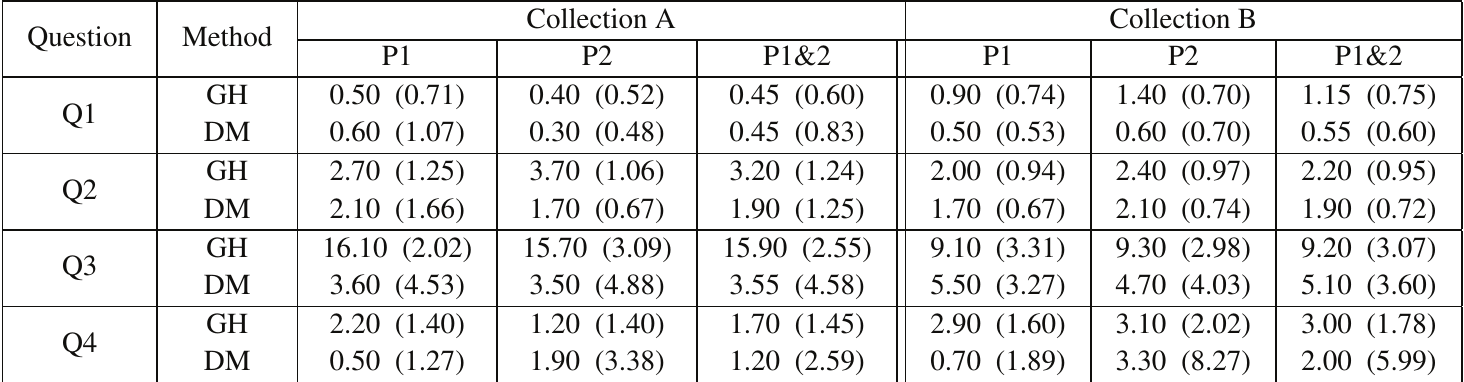 Question Method Collection A Collection B
P1 P2 P1&2 P1 P2 P1&2
Q1 GH 0.50 (0.71) 0.40 (0.52) 0.45 (0.60) 0.90 (0.74) 1.40 (0.70) 1.15 (0.75)
DM 0.60 (1.07) 0.30 (0.48) 0.45 (0.83) 0.50 (0.53) 0.60 (0.70) 0.55 (0.60)
Q2 GH 2.70 (1.25) 3.70 (1.06) 3.20 (1.24) 2.00 (0.94) 2.40 (0.97) 2.20 (0.95)
DM 2.10 (1.66) 1.70 (0.67) 1.90 (1.25) 1.70 (0.67) 2.10 (0.74) 1.90 (0.72)
Q3 GH 16.10 (2.02) 15.70 (3.09) 15.90 (2.55) 9.10 (3.31) 9.30 (2.98) 9.20 (3.07)
DM 3.60 (4.53) 3.50 (4.88) 3.55 (4.58) 5.50 (3.27) 4.70 (4.03) 5.10 (3.60)
Q4 GH 2.20 (1.40) 1.20 (1.40) 1.70 (1.45) 2.90 (1.60) 3.10 (2.02) 3.00 (1.78)
DM 0.50 (1.27) 1.90 (3.38) 1.20 (2.59) 0.70 (1.89) 3.30 (8.27) 2.00 (5.99)